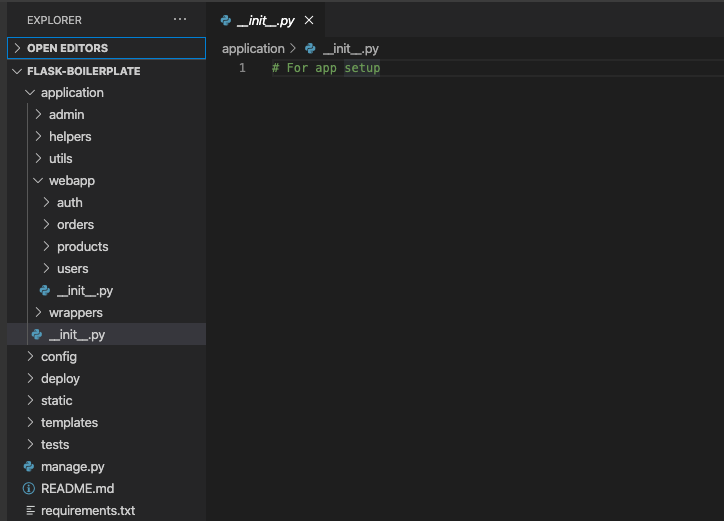 EXPLORER
OPEN EDITORS
FLASK-BOILERPLATE
application
admin
helpers
utils
webapp
auth
orders
products
users
__init__.py
wrappers
__init__.py
config
deploy
static
templates
tests
manage.py
README.md
requirements.txt
__init__.py
application > __init__.py
1 # For app setup